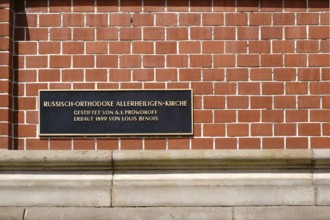 RUSSISCH-ORTHODOXE ALLERHEILIGEN-KIRCHE
GESTIFTET VON A. I. PROWOROFF
ERBAUT 1899 VON LOUIS BENOIS